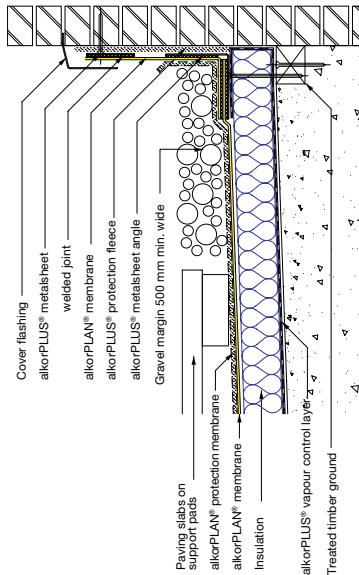 Cover flashing
alkorPLUS® metalsheet
welded joint
alkorPLAN® membrane
alkorPLUS® protection fleece
alkorPLUS® metalsheet angle
Gravel margin 500 mm min. wide
Paving slabs on
support pads
alkorPLAN® protection membrane
alkorPLAN® membrane
Insulation
alkorPLUS® vapour control layer
Treated timber ground